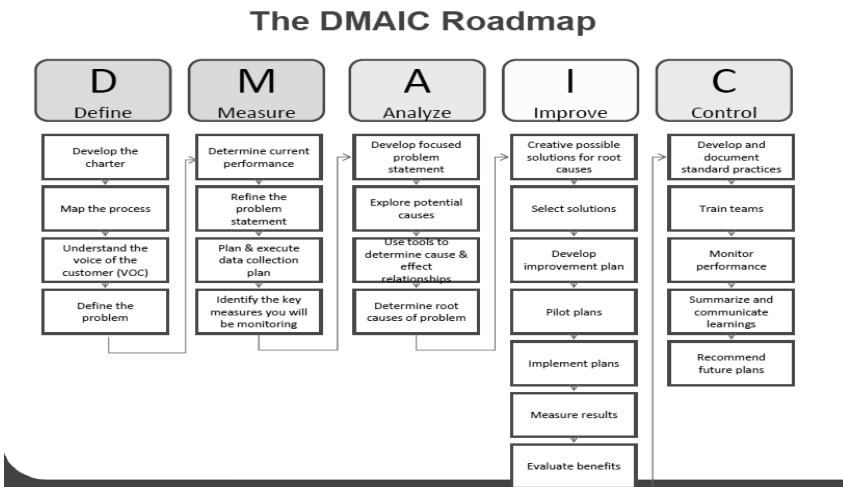 The DMAIC Roadmap
D
Define
Develop the
charter
Map the process
Understand the
voice of the
customer (VOC)
Define the
problem
M
Measure
Determine current
performance
Refine the
problem
statement
Plan & execute
data collection
plan
Identify the key
measures you will
be monitoring
A
Analyze
Develop focused
problem
statement
Explore potential
causes
Use tools to
determine cause &
effect
relationships
Determine root
causes of problem
I
Improve
Creative possible
solutions for root
causes
Select solutions
Develop
improvement plan
Pilot plans
Implement plans
Measure results
Evaluate benefits
C
Control
Develop and
document
standard practices
Train teams
Monitor
performance
Summarize and
communicate
learnings
Recommend
future plans